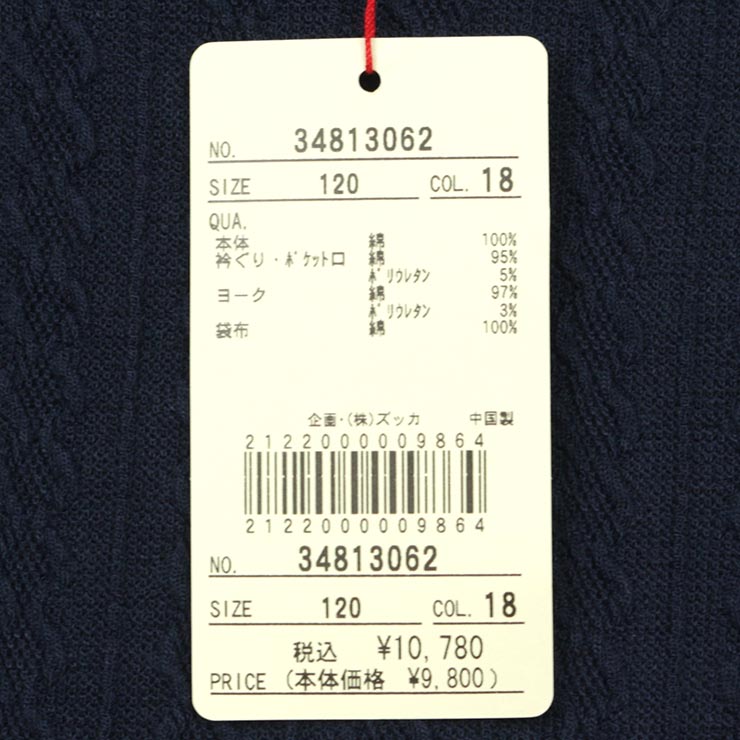 NO. 34813062
SIZE 120 COL. 18
QUA.
本体 綿 100%
衿ぐり・ポケット口 綿 95%
ポリウレタン 5%
ヨーク 綿 97%
ポリウレタン 3%
袋布 綿 100%
企画・(株)ズッカ 中国製
2122000009864
2122000009864
NO. 34813062
SIZE 120 COL. 18
税込 ¥10,780
PRICE (本体価格 ¥9,800)